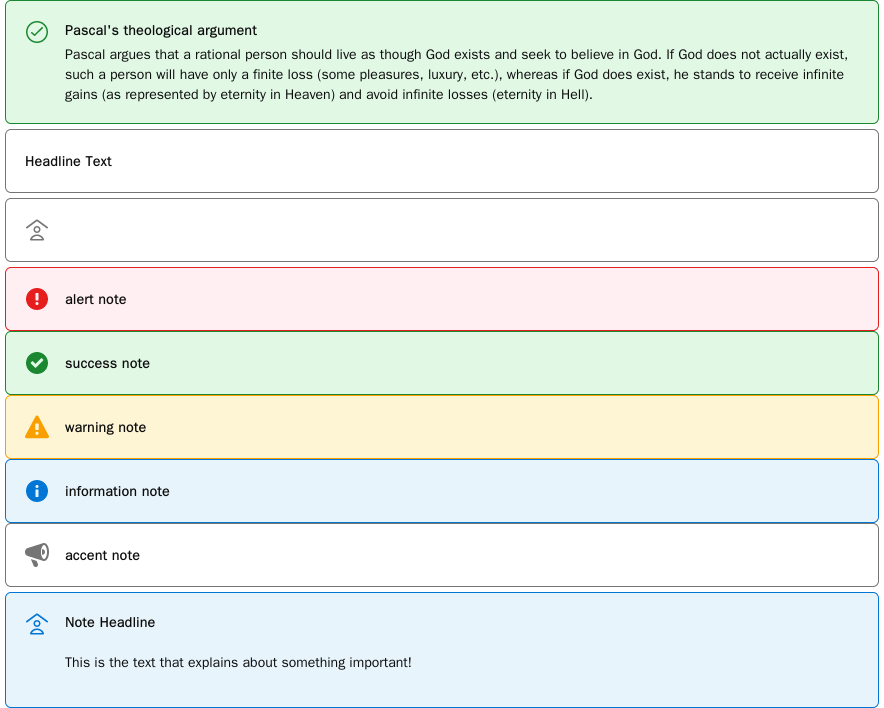 Pascal's theological argument
Pascal argues that a rational person should live as though God exists and seek to believe in God. If God does not actually exist,
such a person will have only a finite loss (some pleasures, luxury, etc.), whereas if God does exist, he stands to receive infinite
gains (as represented by eternity in Heaven) and avoid infinite losses (eternity in Hell).
Headline Text
alert note
success note
warning note
information note
accent note
Note Headline
This is the text that explains about something important!